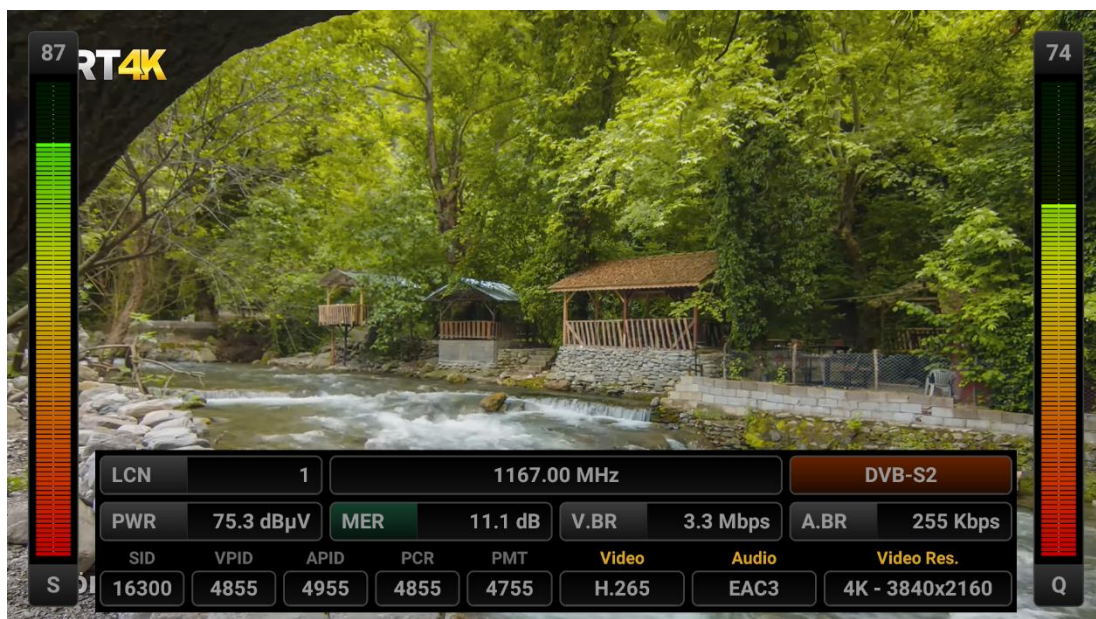 87
RT4K
74
LCN 1 1167.00 MHz DVB-S2
PWR 75.3 dBµV MER 11.1 dB V.BR 3.3 Mbps A.BR 255 Kbps
SID VPID APID PCR PMT Video Audio Video Res.
16300 4855 4955 4855 4755 H.265 EAC3 4K - 3840x2160
S
Q